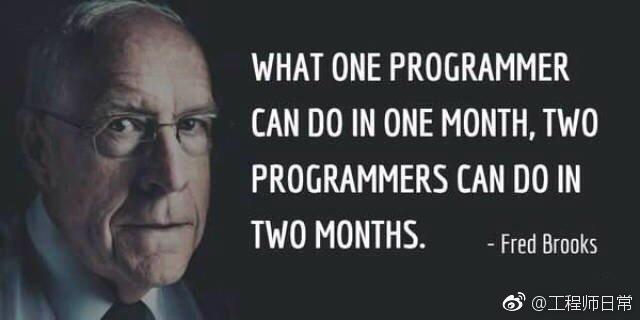 WHAT ONE PROGRAMMER
CAN DO IN ONE MONTH, TWO
PROGRAMMERS CAN DO IN
TWO MONTHS.
- Fred Brooks
@工程师日常